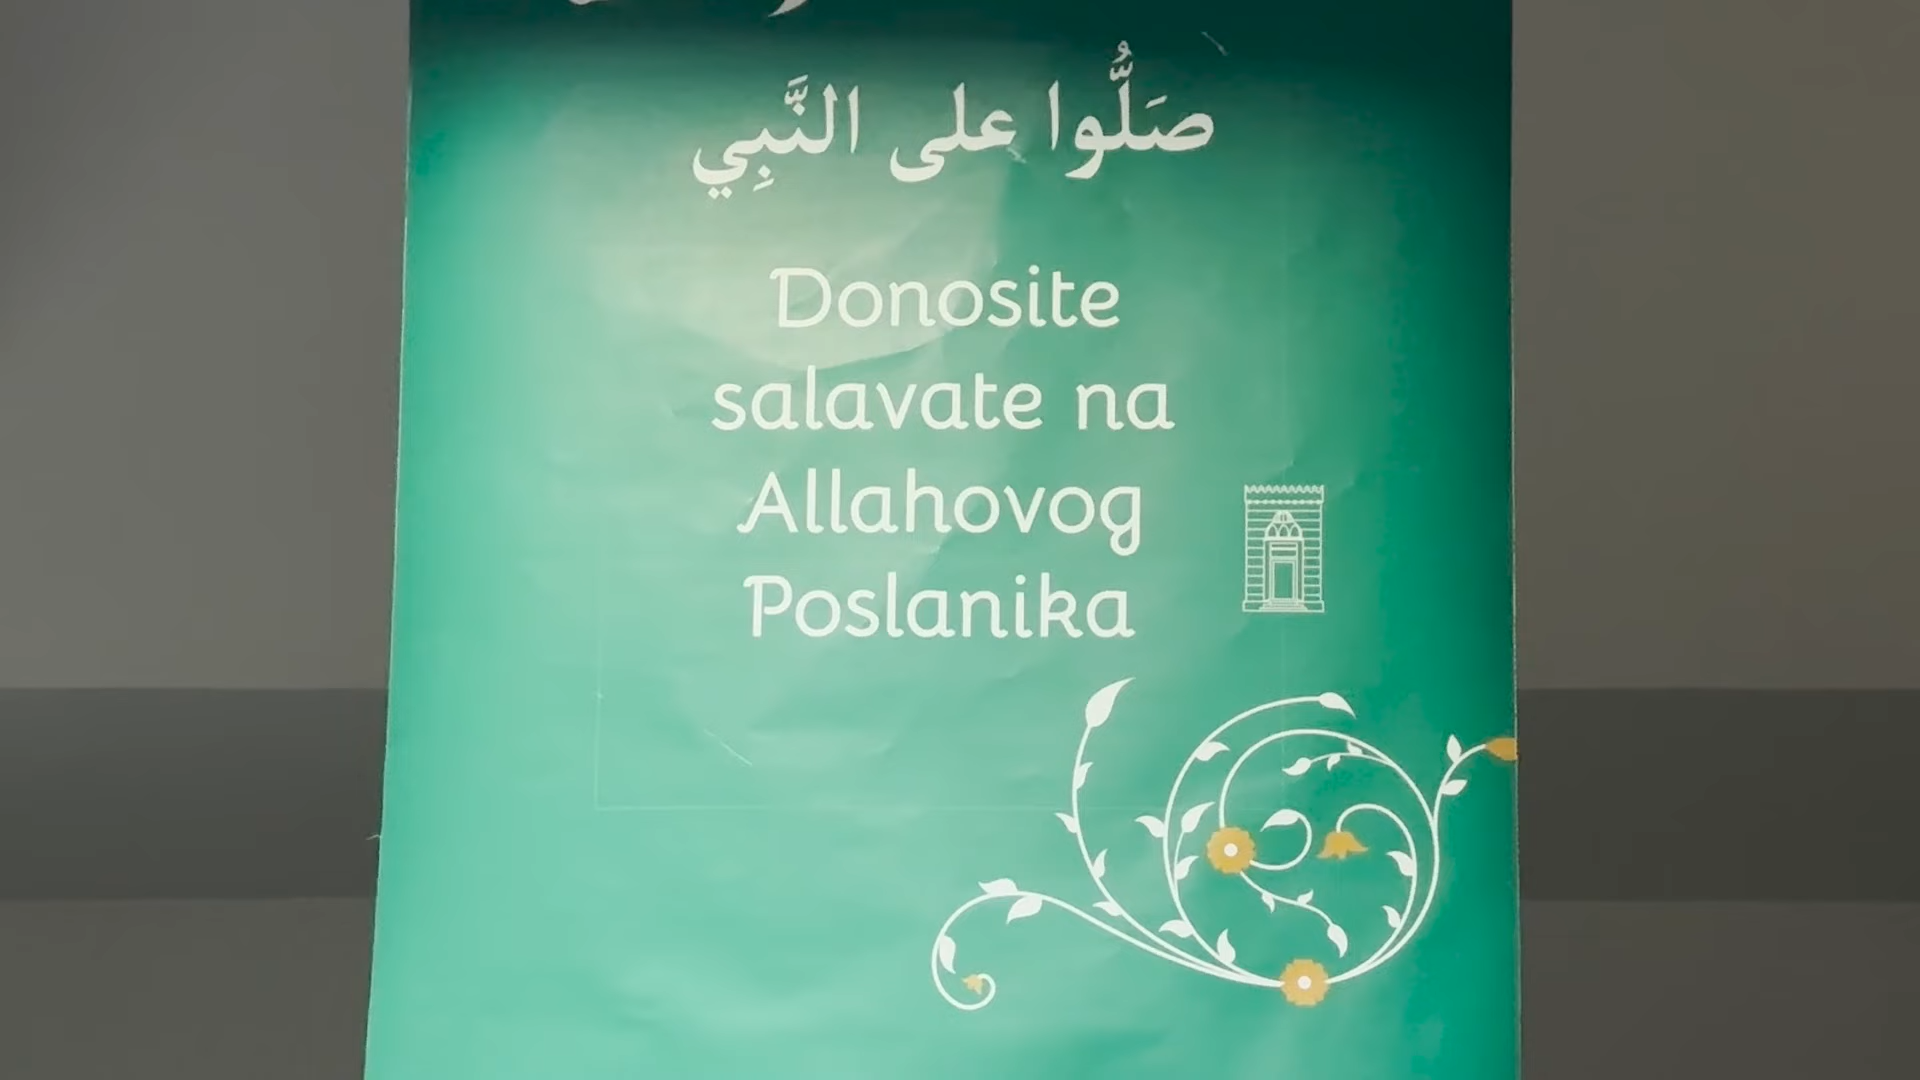 صَلُّوا على النَّبِي
Donosite
salavate na
Allahovog
Poslanika